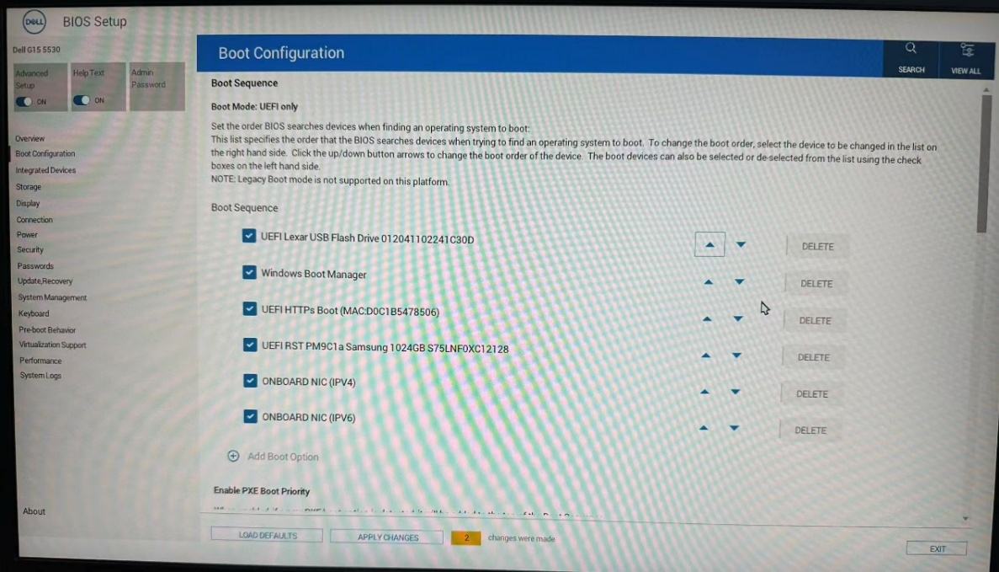 DELL
BIOS Setup
Dell G15 5530
Advanced Setup
ON
Help Text
ON
Admin Password
Overview
Boot Configuration
Integrated Devices
Storage
Display
Connection
Power
Security
Passwords
Update,Recovery
System Management
Keyboard
Pre-boot Behavior
Virtualization Support
Performance
System Logs
About
Boot Configuration
SEARCH
VIEW ALL
Boot Sequence
Boot Mode: UEFI only
Set the order BIOS searches devices when finding an operating system to boot:
This list specifies the order that the BIOS searches devices when trying to find an operating system to boot. To change the boot order, select the device to be changed in the list on
the right hand side. Click the up/down button arrows to change the boot order of the device. The boot devices can also be selected or de-selected from the list using the check
boxes on the left hand side.
NOTE: Legacy Boot mode is not supported on this platform.
Boot Sequence
UEFI Lexar USB Flash Drive 012041102241C30D
DELETE
Windows Boot Manager
DELETE
UEFI HTTPs Boot (MAC:D0C1B5478506)
DELETE
UEFI RST PM9C1a Samsung 1024GB S75LNF0XC12128
DELETE
ONBOARD NIC (IPV4)
DELETE
ONBOARD NIC (IPV6)
DELETE
Add Boot Option
Enable PXE Boot Priority
LOAD DEFAULTS
APPLY CHANGES
2
changes were made
EXIT